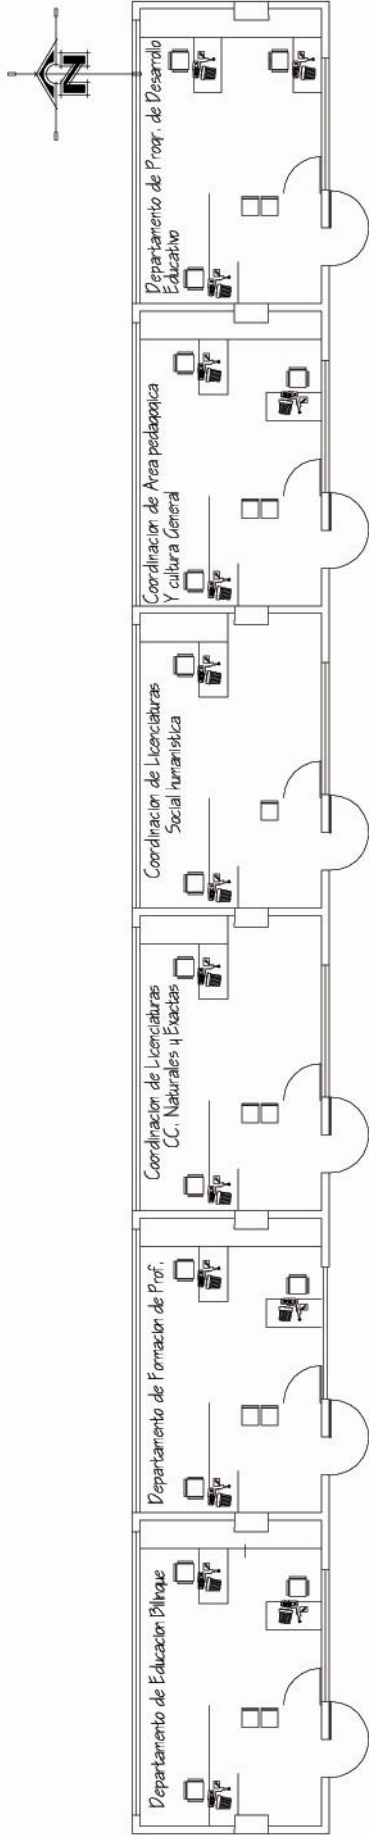 N
Departamento de Progr. de Desarrollo
Educativo
Coordinacion de Area pedagogica
Y cultura General
Coordinacion de Licenciaturas
Social humanistica
Coordinacion de Licenciaturas
CC. Naturales y Exactas
Departamento de Formacion de Prof.
Departamento de Educacion Bilingue